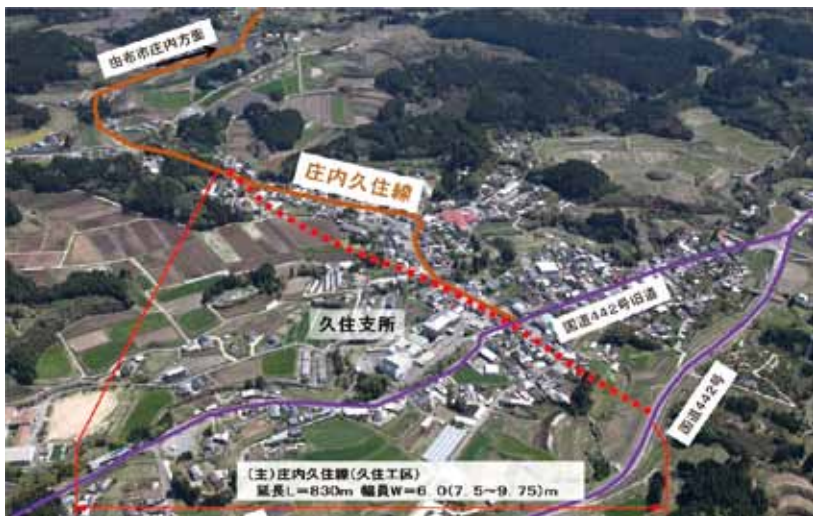 由布市庄内方面
庄内久住線
国道442号旧道
久住支所
国道442号
(主)庄内久住線(久住工区)
延長L=830m 幅員W=6.0(7.5~9.75)m